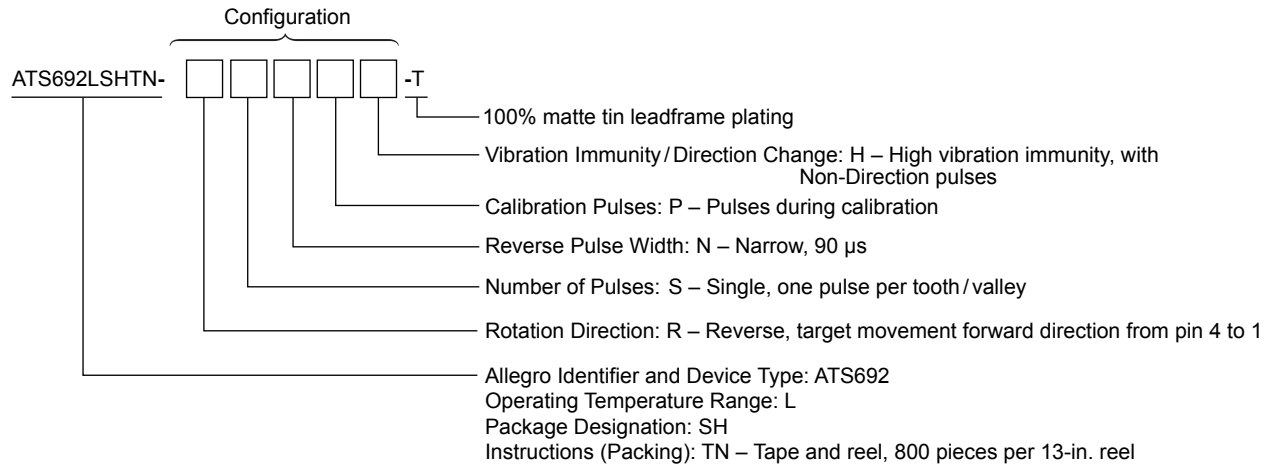 Configuration
ATS692LSHTN- -T
100% matte tin leadframe plating
Vibration Immunity / Direction Change: H – High vibration immunity, with
Non-Direction pulses
Calibration Pulses: P – Pulses during calibration
Reverse Pulse Width: N – Narrow, 90 µs
Number of Pulses: S – Single, one pulse per tooth / valley
Rotation Direction: R – Reverse, target movement forward direction from pin 4 to 1
Allegro Identifier and Device Type: ATS692
Operating Temperature Range: L
Package Designation: SH
Instructions (Packing): TN – Tape and reel, 800 pieces per 13-in. reel